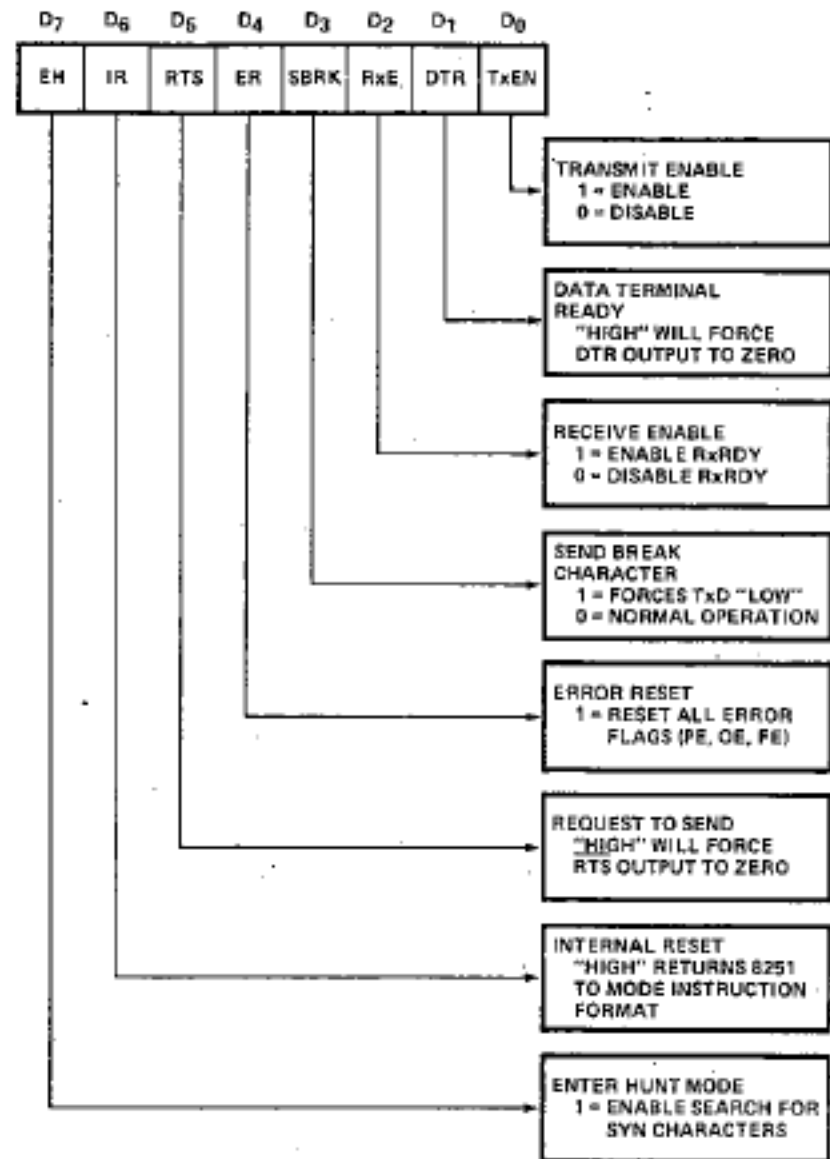 D7 D6 D5 D4 D3 D2 D1 D0
EH IR RTS ER SBRK RxE DTR TxEN
TRANSMIT ENABLE
1 = ENABLE
0 = DISABLE
DATA TERMINAL
READY
"HIGH" WILL FORCE
DTR OUTPUT TO ZERO
RECEIVE ENABLE
1 = ENABLE RxRDY
0 = DISABLE RxRDY
SEND BREAK
CHARACTER
1 = FORCES TxD "LOW"
0 = NORMAL OPERATION
ERROR RESET
1 = RESET ALL ERROR
FLAGS (PE, OE, FE)
REQUEST TO SEND
"HIGH" WILL FORCE
RTS OUTPUT TO ZERO
INTERNAL RESET
"HIGH" RETURNS 8251
TO MODE INSTRUCTION
FORMAT
ENTER HUNT MODE
1 = ENABLE SEARCH FOR
SYN CHARACTERS